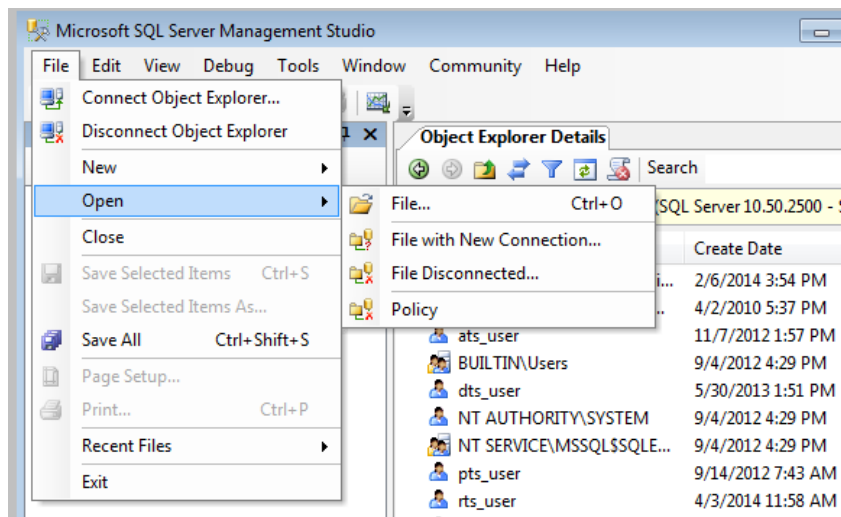 Microsoft SQL Server Management Studio
File Edit View Debug Tools Window Community Help
Connect Object Explorer...
Disconnect Object Explorer
New
Open
Close
Save Selected Items Ctrl+S
Save Selected Items As...
Save All Ctrl+Shift+S
Page Setup...
Print... Ctrl+P
Recent Files
Exit
File... Ctrl+O
File with New Connection...
File Disconnected...
Policy
Object Explorer Details
Search
(SQL Server 10.50.2500 -
Create Date
i... 2/6/2014 3:54 PM
.. 4/2/2010 5:37 PM
ats_user 11/7/2012 1:57 PM
BUILTIN\Users 9/4/2012 4:29 PM
dts_user 5/30/2013 1:51 PM
NT AUTHORITY\SYSTEM 9/4/2012 4:29 PM
NT SERVICE\MSSQL$SQLE... 9/4/2012 4:29 PM
pts_user 9/14/2012 7:43 AM
rts_user 4/3/2014 11:58 AM